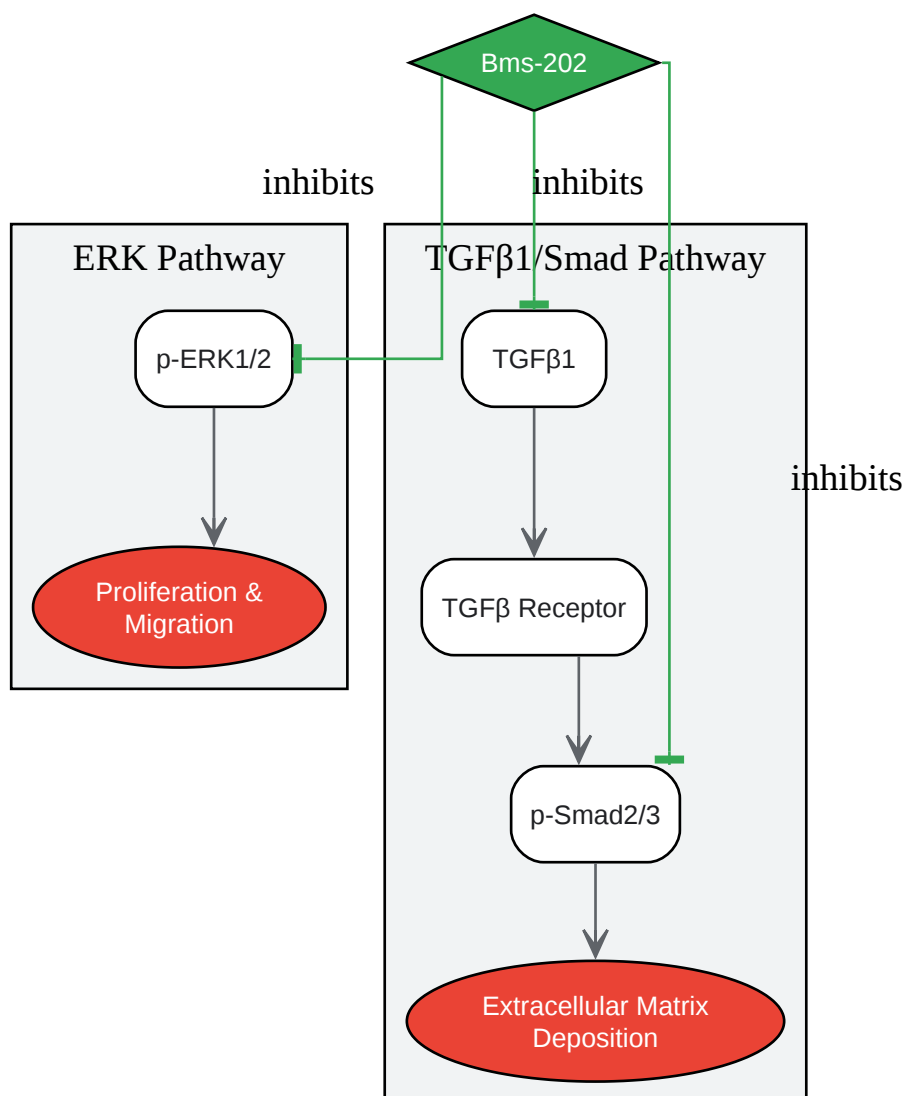 Bms-202
inhibits
inhibits
ERK Pathway
TGFβ1/Smad Pathway
p-ERK1/2
TGFβ1
inhibits
Proliferation &
Migration
TGFβ Receptor
p-Smad2/3
Extracellular Matrix
Deposition